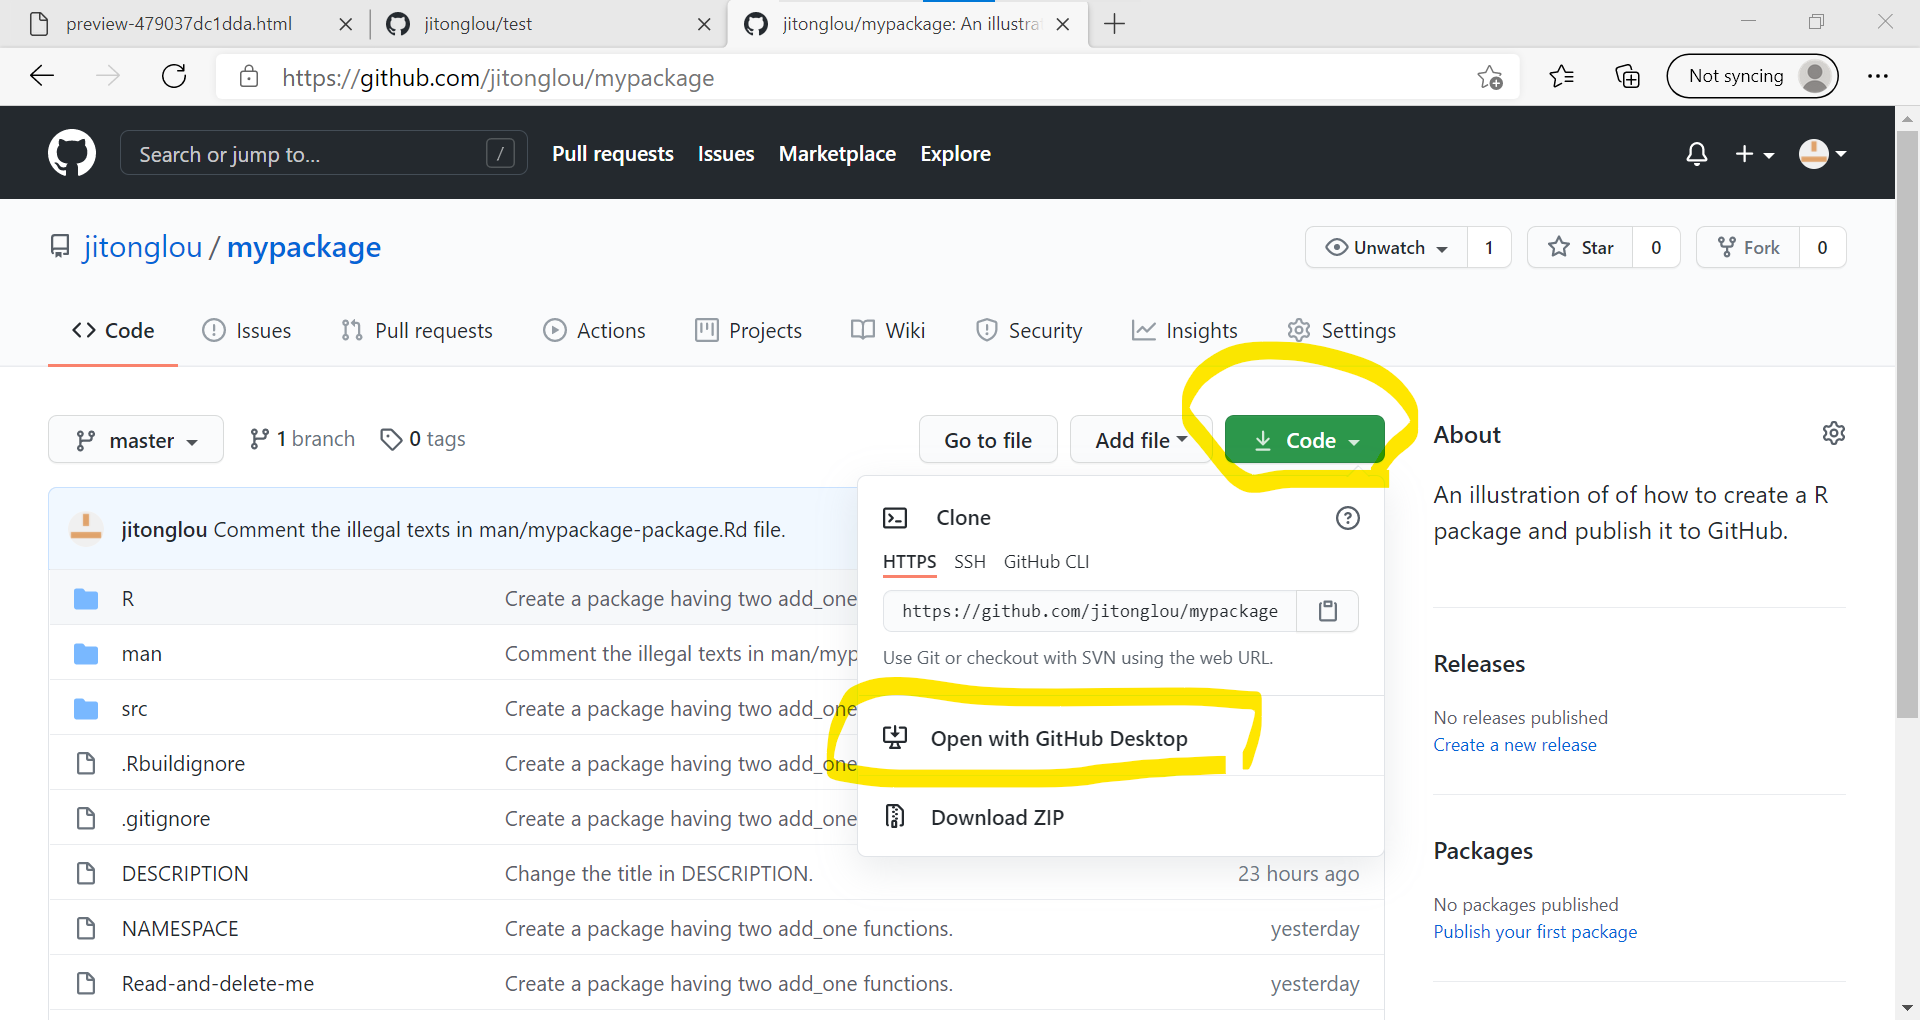 preview-479037dc1dda.html jitonglou/test jitonglou/mypackage: An illustra
https://github.com/jitonglou/mypackage Not syncing
Search or jump to... / Pull requests Issues Marketplace Explore
jitonglou / mypackage Unwatch 1 Star 0 Fork 0
Code Issues Pull requests Actions Projects Wiki Security Insights Settings
master 1 branch 0 tags Go to file Add file Code
About
An illustration of of how to create a R
package and publish it to GitHub.
jitonglou Comment the illegal texts in man/mypackage-package.Rd file.
R Create a package having two add_one
man Comment the illegal texts in man/myp
src Create a package having two add_one
.Rbuildignore Create a package having two add_one
.gitignore Create a package having two add_one
DESCRIPTION Change the title in DESCRIPTION. 23 hours ago
NAMESPACE Create a package having two add_one functions. yesterday
Read-and-delete-me Create a package having two add_one functions. yesterday
Clone
HTTPS SSH GitHub CLI
https://github.com/jitonglou/mypackage
Use Git or checkout with SVN using the web URL.
Open with GitHub Desktop
Download ZIP
Releases
No releases published
Create a new release
Packages
No packages published
Publish your first package